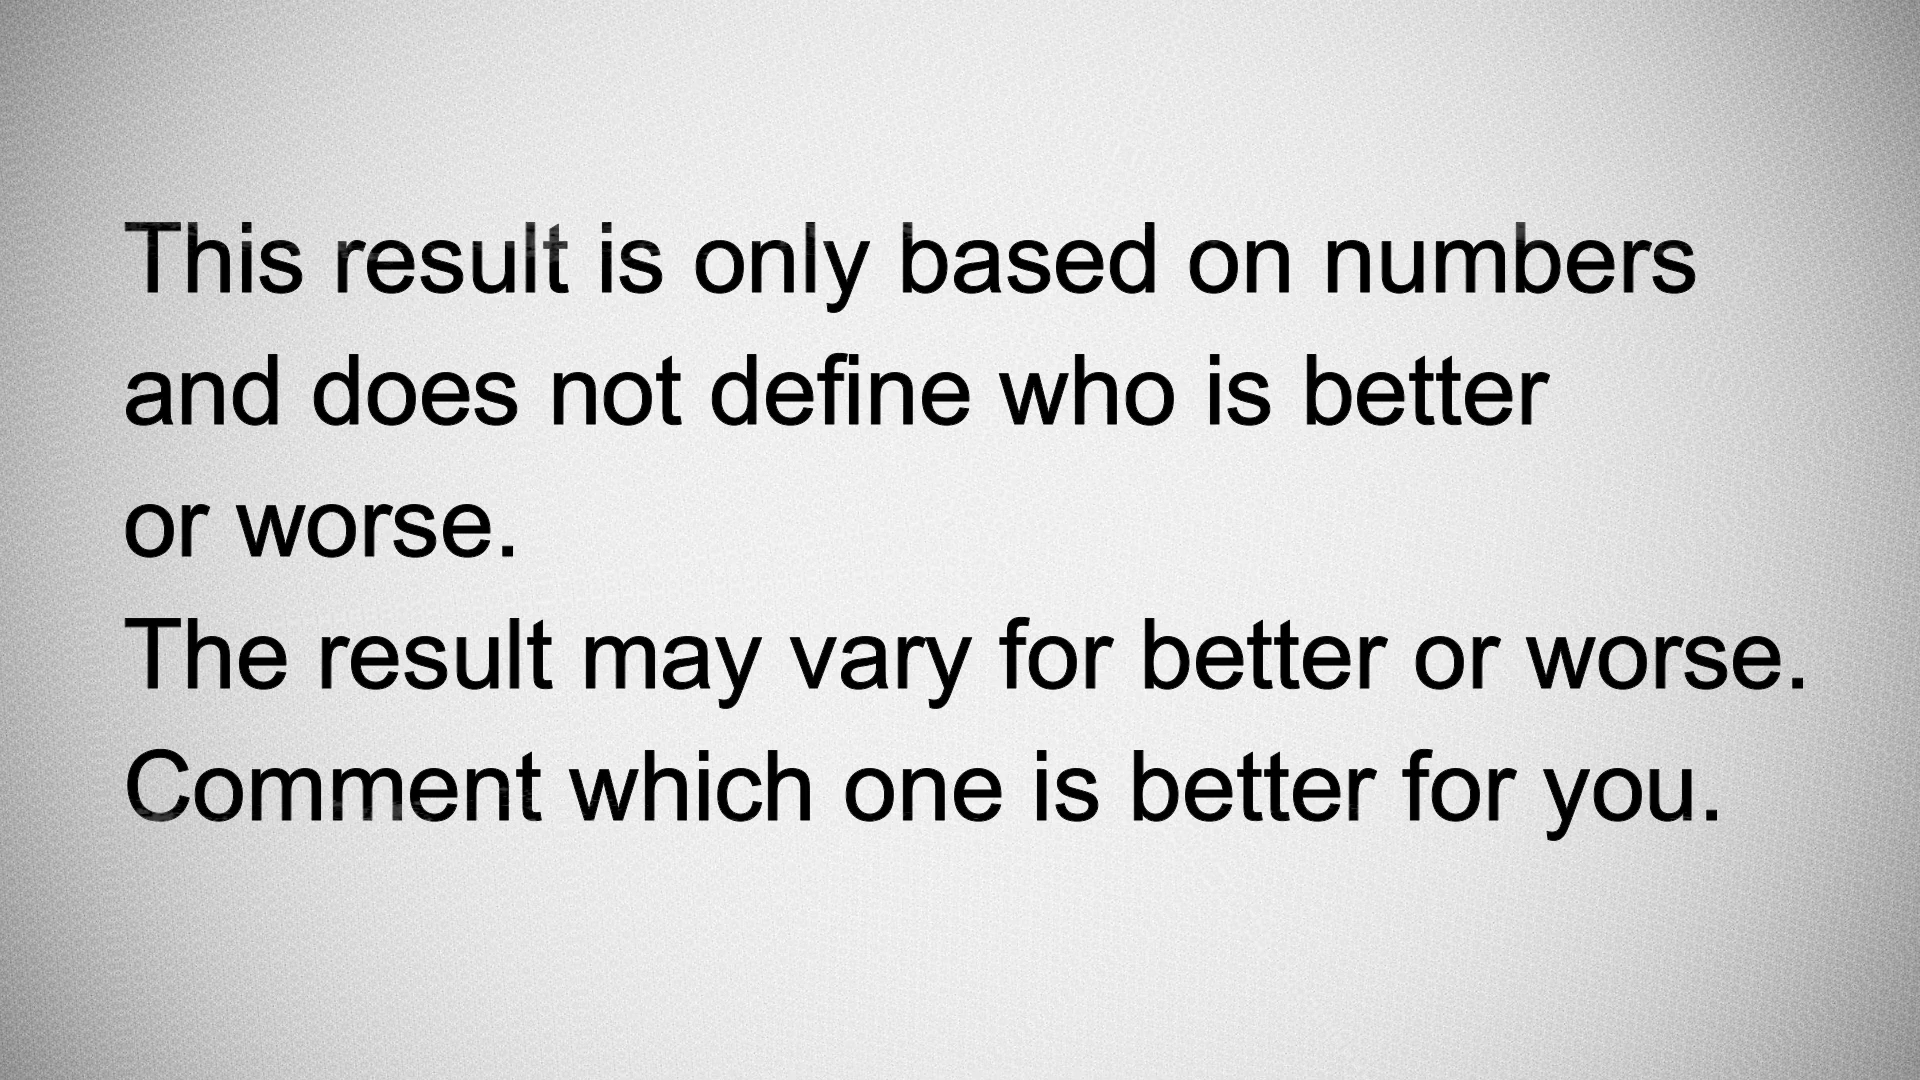 This result is only based on numbers
and does not define who is better
or worse.
The result may vary for better or worse.
Comment which one is better for you.